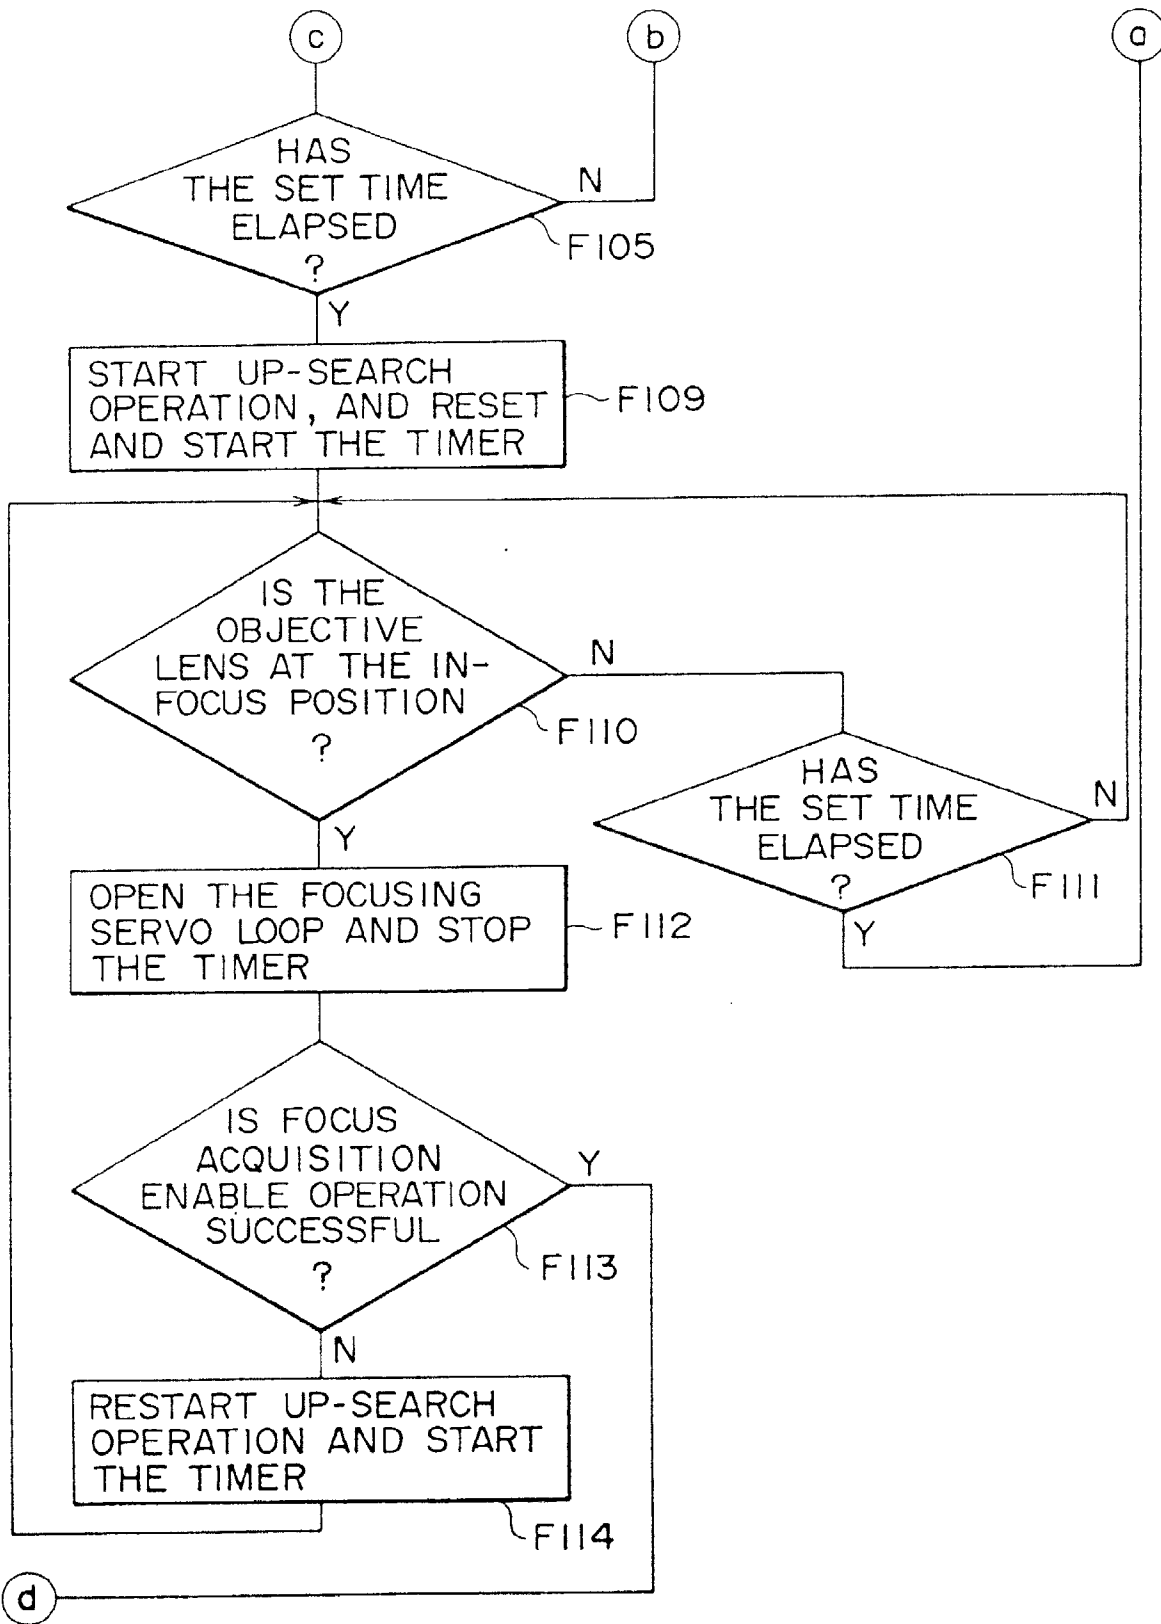 c
b
a
HAS
THE SET TIME
ELAPSED
?
N
F105
Y
START UP-SEARCH
OPERATION, AND RESET
AND START THE TIMER
F109
IS THE
OBJECTIVE
LENS AT THE IN-
FOCUS POSITION
?
N
F110
HAS
THE SET TIME
ELAPSED
?
N
F111
Y
Y
OPEN THE FOCUSING
SERVO LOOP AND STOP
THE TIMER
F112
IS FOCUS
ACQUISITION
ENABLE OPERATION
SUCCESSFUL
?
Y
F113
N
RESTART UP-SEARCH
OPERATION AND START
THE TIMER
F114
d